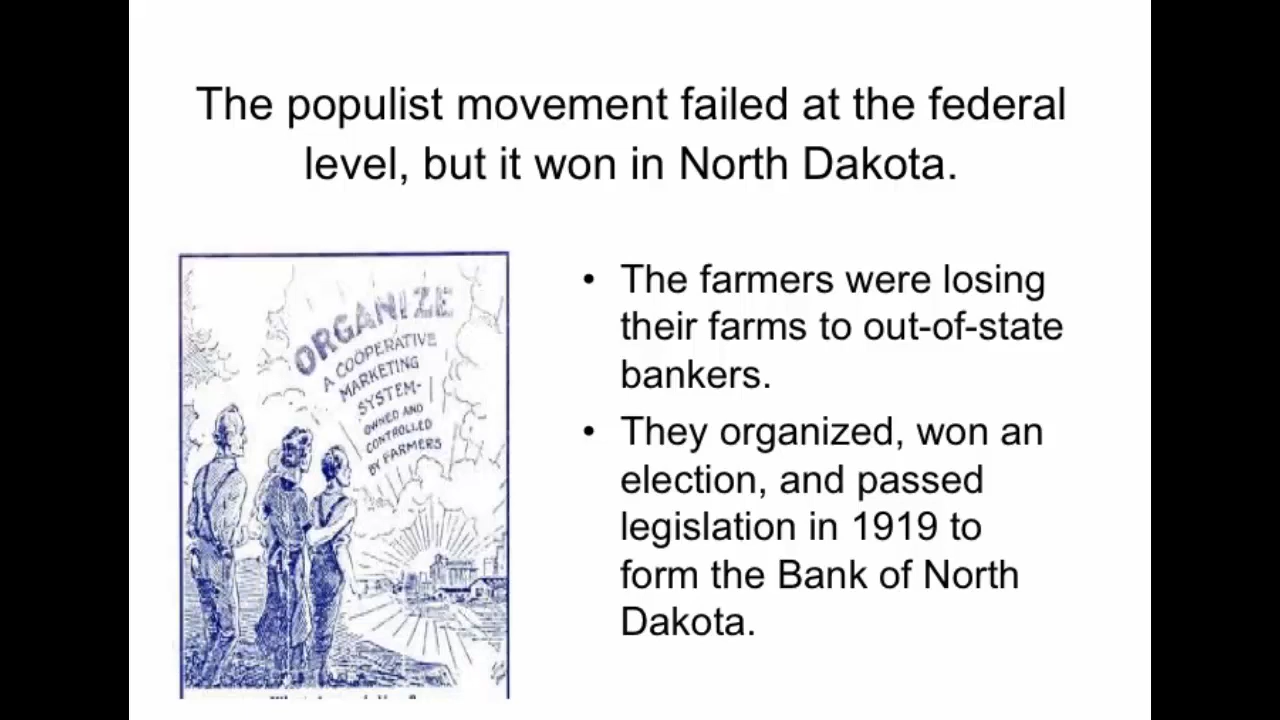 The populist movement failed at the federal
level, but it won in North Dakota.
ORGANIZE
A COOPERATIVE
MARKETING
SYSTEM-
OWNED AND
CONTROLLED
BY FARMERS
• The farmers were losing
their farms to out-of-state
bankers.
• They organized, won an
election, and passed
legislation in 1919 to
form the Bank of North
Dakota.